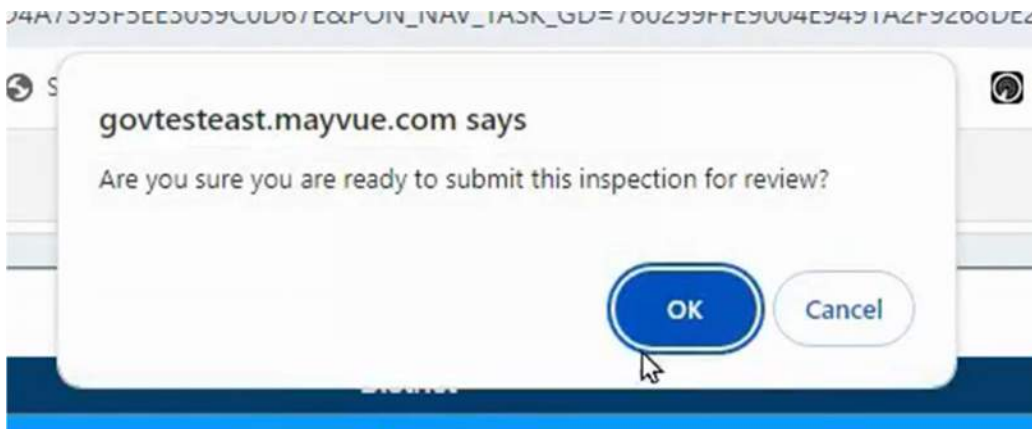 govtesteast.mayvue.com says
Are you sure you are ready to submit this inspection for review?
OK
Cancel